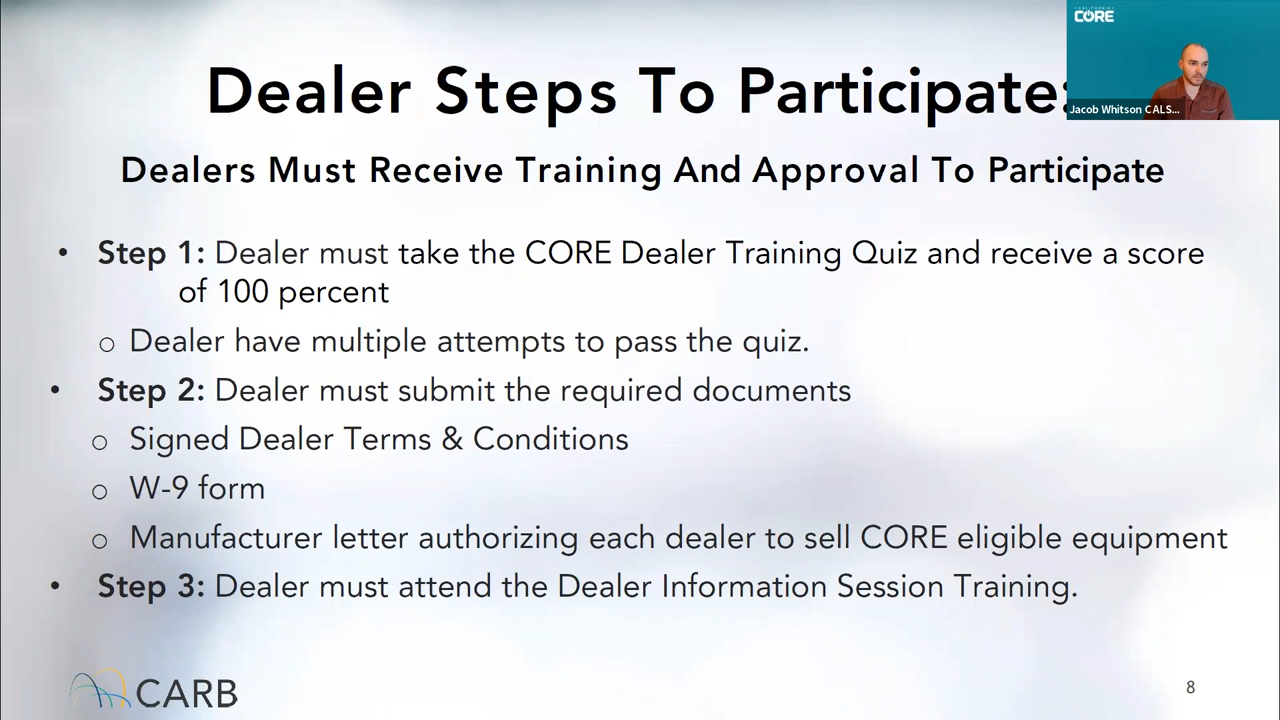 CALIFORNIA
CORE
Jacob Whitson CALS...
Dealer Steps To Participate:
Dealers Must Receive Training And Approval To Participate
• Step 1: Dealer must take the CORE Dealer Training Quiz and receive a score
of 100 percent
o Dealer have multiple attempts to pass the quiz.
• Step 2: Dealer must submit the required documents
o Signed Dealer Terms & Conditions
o W-9 form
o Manufacturer letter authorizing each dealer to sell CORE eligible equipment
• Step 3: Dealer must attend the Dealer Information Session Training.
CARB
8